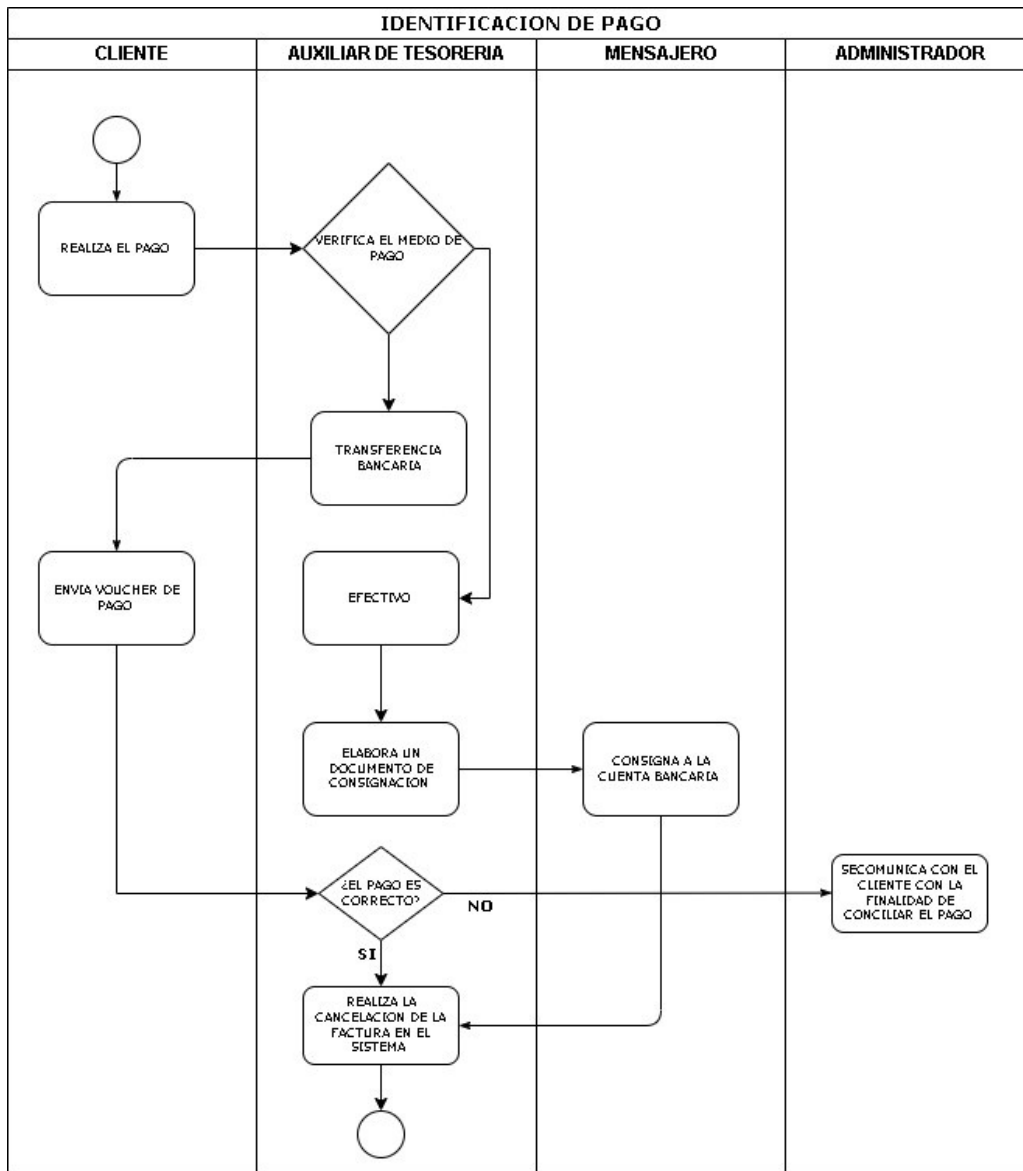 IDENTIFICACION DE PAGO
CLIENTE
AUXILIAR DE TESORERIA
MENSAJERO
ADMINISTRADOR
REALIZA EL PAGO
VERIFICA EL MEDIO DE
PAGO
TRANSFERENCIA
BANCARIA
ENVIA VOUCHER DE
PAGO
EFECTIVO
ELABORA UN
DOCUMENTO DE
CONSIGNACION
CONSIGNA A LA
CUENTA BANCARIA
¿EL PAGO ES
CORRECTO?
NO
SECOMUNICA CON EL
CLIENTE CON LA
FINALIDAD DE
CONCILIAR EL PAGO
SI
REALIZA LA
CANCELACION DE LA
FACTURA EN EL
SISTEMA